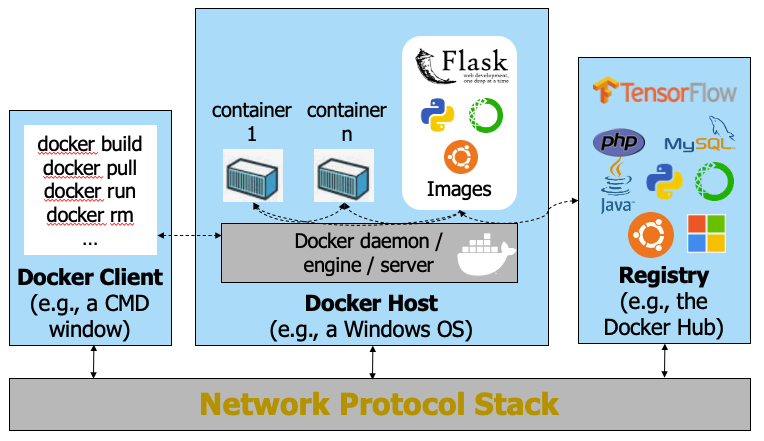 docker build
docker pull
docker run
docker rm
...
Docker Client
(e.g., a CMD
window)
container
1
container
n
Flask
web development,
one drop at a time
Images
Docker daemon /
engine / server
Docker Host
(e.g., a Windows OS)
TensorFlow
php
MySQL
Java
Registry
(e.g., the
Docker Hub)
Network Protocol Stack